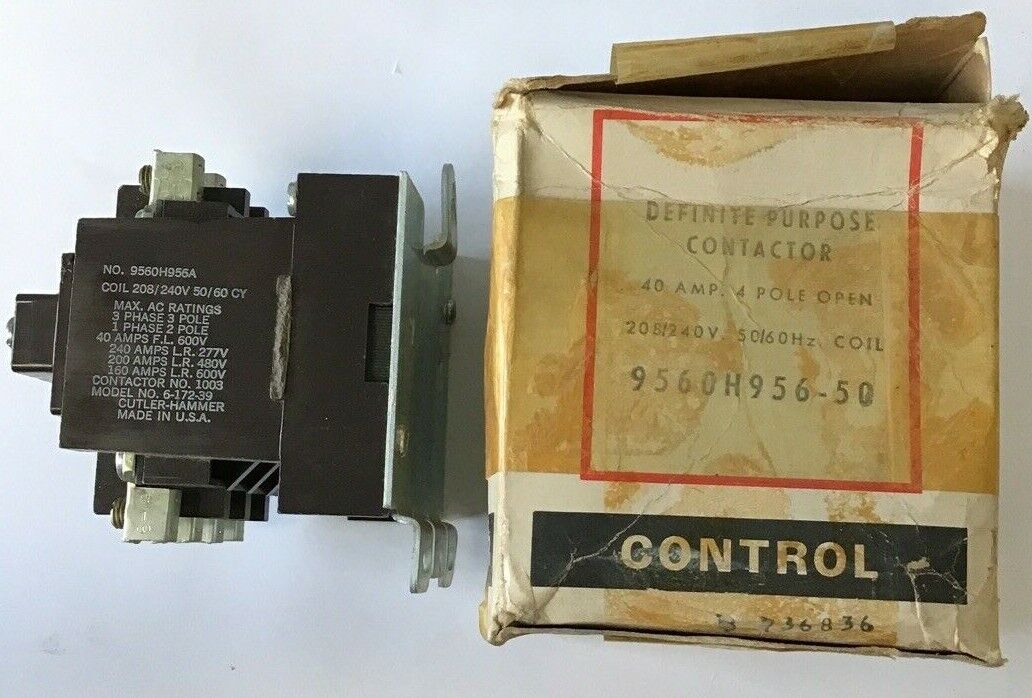 NO. 9560H956A
COIL 208/240V 50/60 CY
MAX. AC RATINGS
3 PHASE 3 POLE
1 PHASE 2 POLE
40 AMPS F.L. 600V
240 AMPS L.R. 277V
200 AMPS L.R. 480V
160 AMPS L.R. 600V
CONTACTOR NO. 1003
MODEL NO. 6-172-39
CUTLER-HAMMER
MADE IN U.S.A.
DEFINITE PURPOSE
CONTACTOR
40 AMP. 4 POLE OPEN
208/240V. 50/60Hz. COIL
9560H956-50
CONTROL
736836